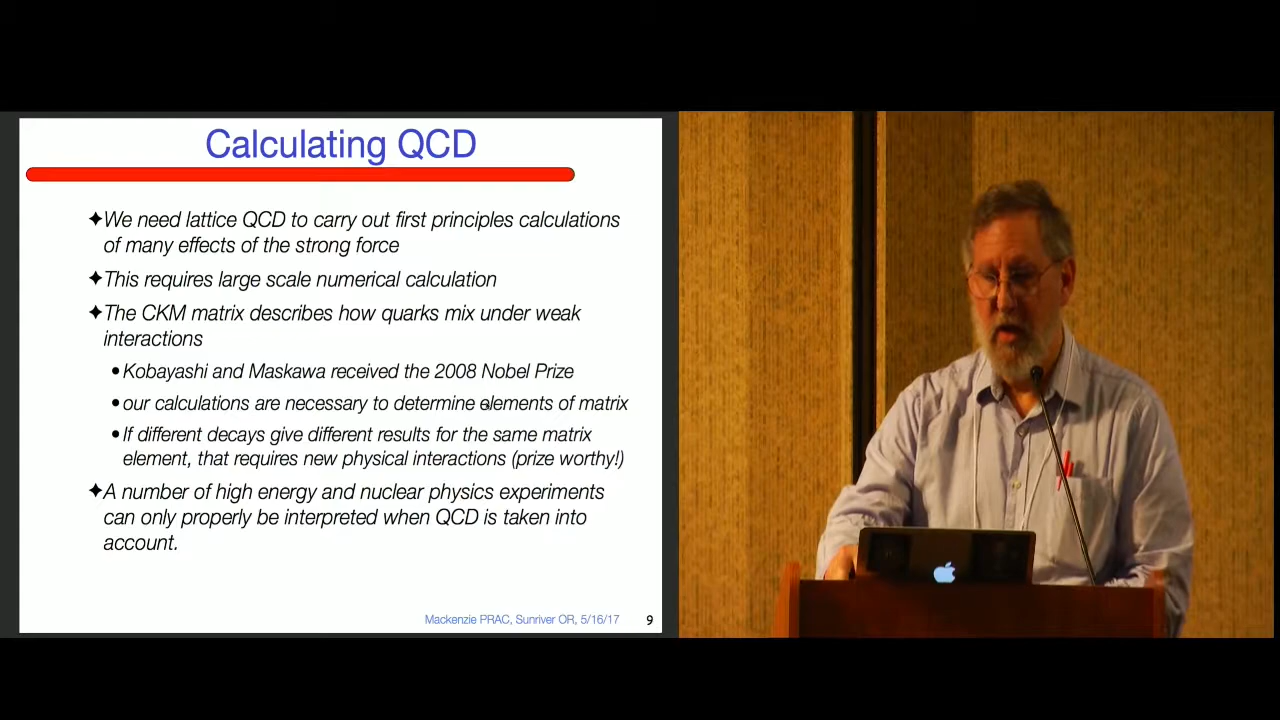 Calculating QCD
✦We need lattice QCD to carry out first principles calculations
of many effects of the strong force
✦This requires large scale numerical calculation
✦The CKM matrix describes how quarks mix under weak
interactions
•Kobayashi and Maskawa received the 2008 Nobel Prize
•our calculations are necessary to determine elements of matrix
•If different decays give different results for the same matrix
element, that requires new physical interactions (prize worthy!)
✦A number of high energy and nuclear physics experiments
can only properly be interpreted when QCD is taken into
account.
Mackenzie PRAC, Sunriver OR, 5/16/17 9